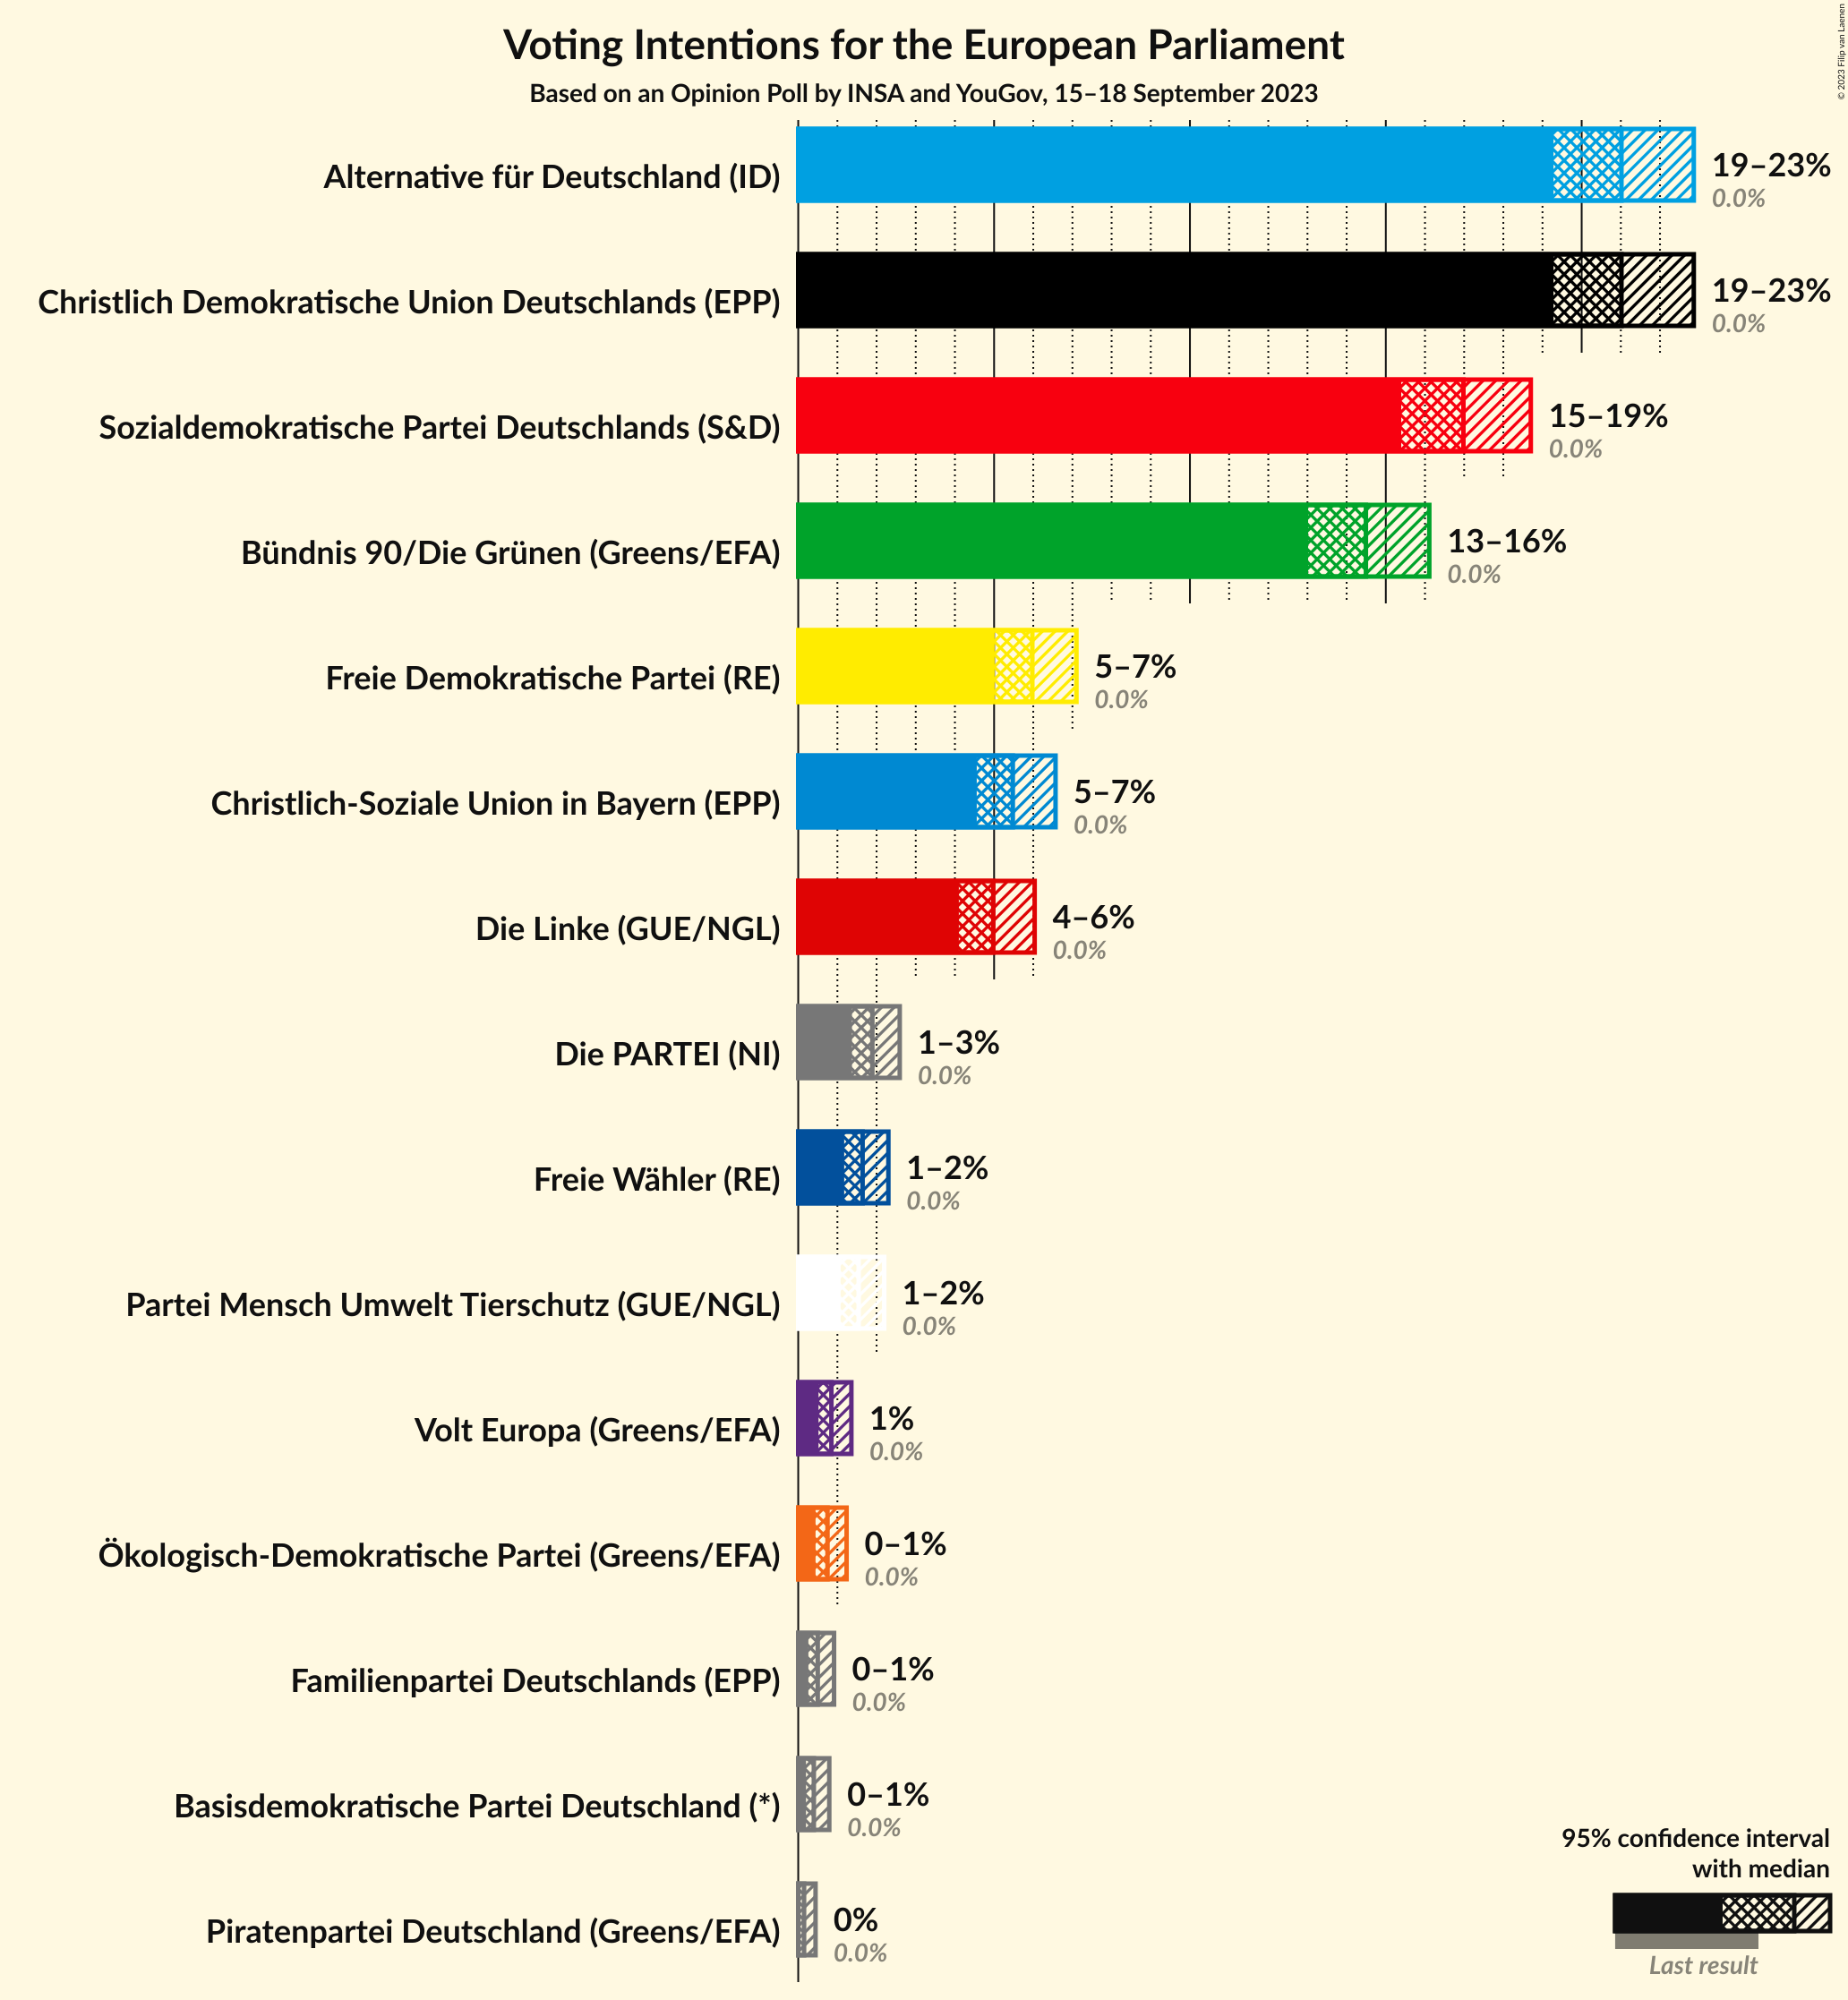 Voting Intentions for the European Parliament
Based on an Opinion Poll by INSA and YouGov, 15–18 September 2023
© 2023 Filip van Laenen
Alternative für Deutschland (ID)
19–23%
0.0%
Christlich Demokratische Union Deutschlands (EPP)
19–23%
0.0%
Sozialdemokratische Partei Deutschlands (S&D)
15–19%
0.0%
Bündnis 90/Die Grünen (Greens/EFA)
13–16%
0.0%
Freie Demokratische Partei (RE)
5–7%
0.0%
Christlich-Soziale Union in Bayern (EPP)
5–7%
0.0%
Die Linke (GUE/NGL)
4–6%
0.0%
Die PARTEI (NI)
1–3%
0.0%
Freie Wähler (RE)
1–2%
0.0%
Partei Mensch Umwelt Tierschutz (GUE/NGL)
1–2%
0.0%
Volt Europa (Greens/EFA)
1%
0.0%
Ökologisch-Demokratische Partei (Greens/EFA)
0–1%
0.0%
Familienpartei Deutschlands (EPP)
0–1%
0.0%
Basisdemokratische Partei Deutschland (*)
0–1%
0.0%
Piratenpartei Deutschland (Greens/EFA)
0%
0.0%
95% confidence interval
with median
Last result